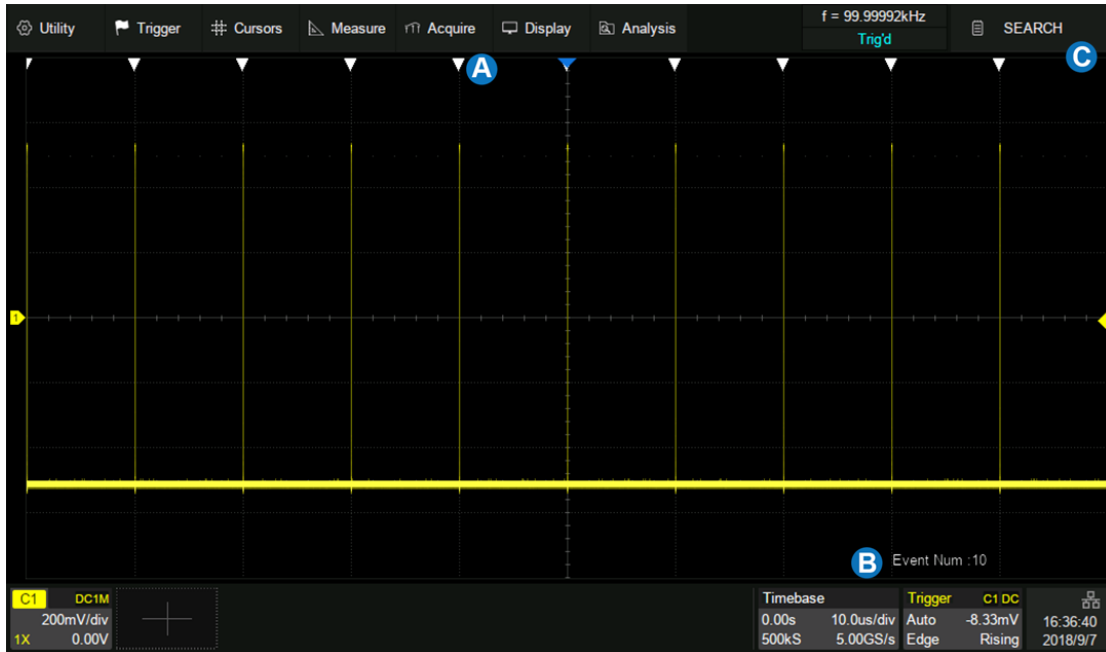 Utility Trigger Cursors Measure Acquire Display Analysis f = 99.99992kHz SEARCH
Trig'd
A C
1
B Event Num :10
C1 DC1M Timebase Trigger C1 DC
200mV/div 0.00s 10.0us/div Auto -8.33mV 16:36:40
1X 0.00V 500kS 5.00GS/s Edge Rising 2018/9/7